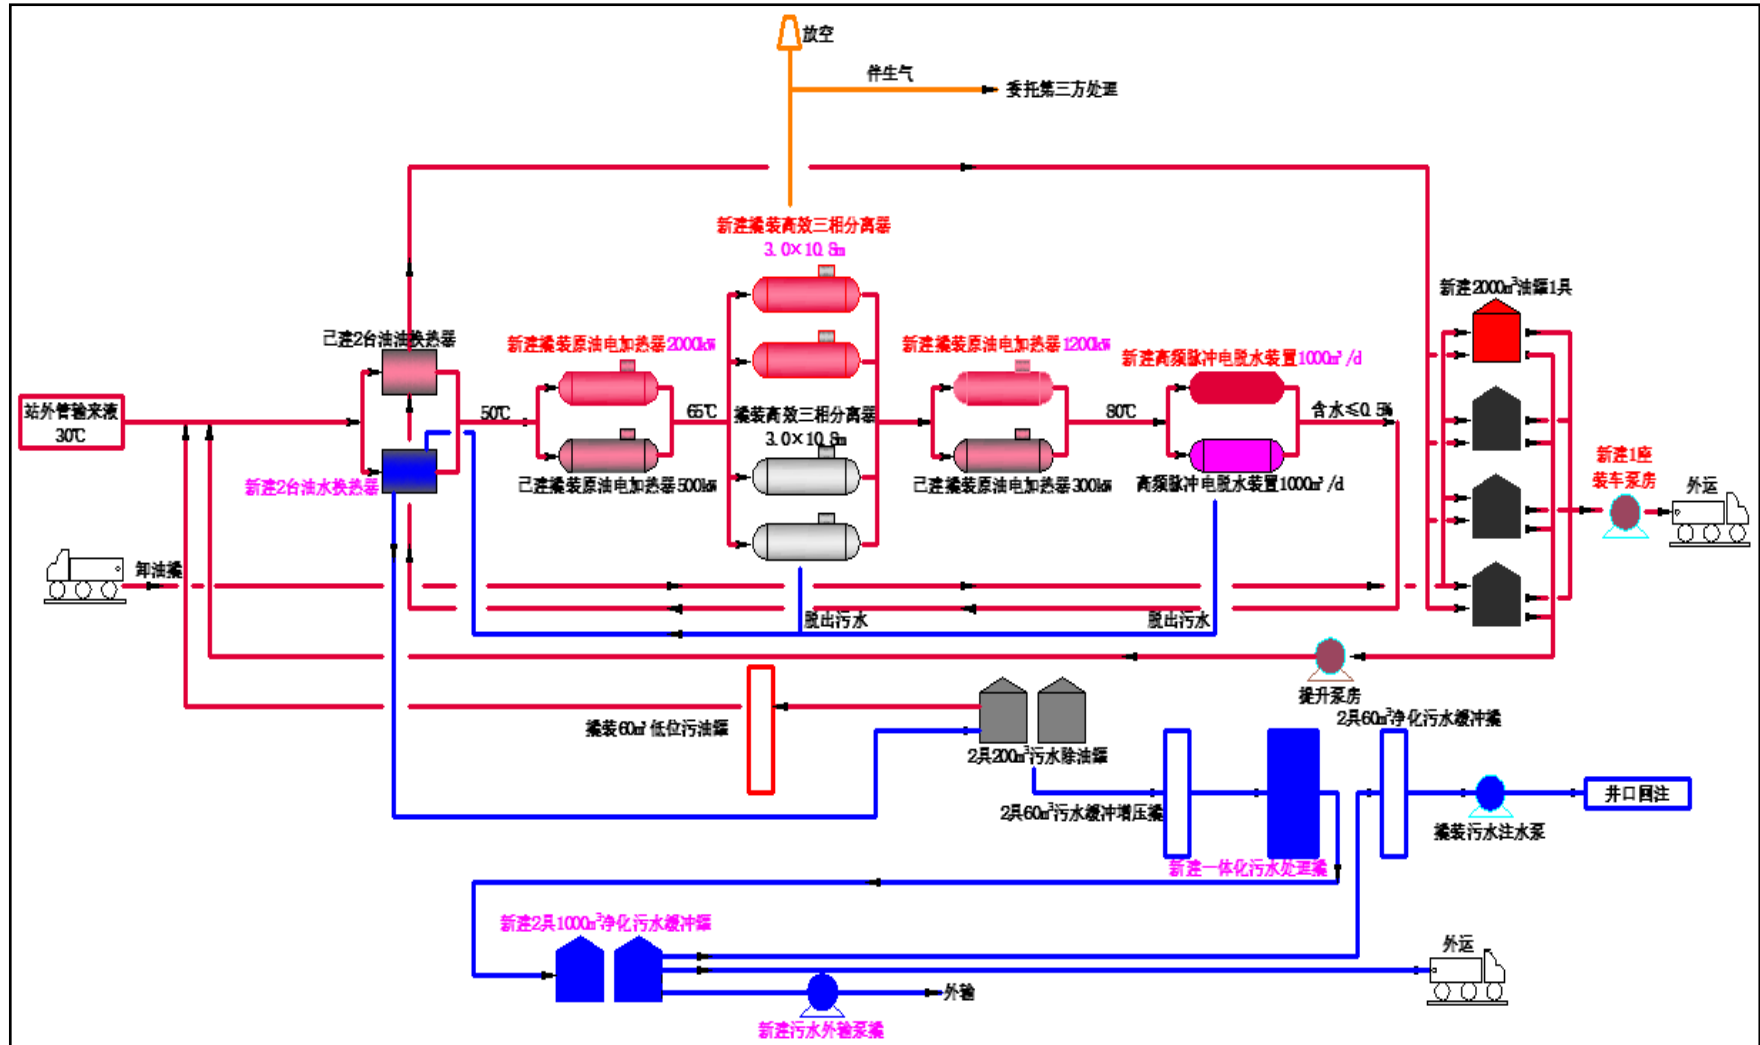 放空
伴生气
委托第三方处理
新建撬装高效三相分离器
3.0×10.8m
新建2000m³油罐1具
已建2台油油换热器
新建撬装原油电加热器2000kW
新建撬装原油电加热器1200kW
新建高频脉冲电脱水装置1000m³/d
站外管输来液
30℃
50℃
65℃
撬装高效三相分离器
3.0×10.8m
80℃
含水≤0.5%
新建2台油水换热器
已建撬装原油电加热器500kW
已建撬装原油电加热器300kW
高频脉冲电脱水装置1000m³/d
新建1座
装车泵房
外运
卸油撬
脱出污水
脱出污水
提升泵房
撬装60m³低位污油罐
2具200m³污水除油罐
2具60m³净化污水缓冲撬
2具60m³污水缓冲增压撬
井口回注
撬装污水注水泵
新建一体化污水处理撬
新建2具1000m³净化污水缓冲罐
外运
外输
新建污水外输泵撬